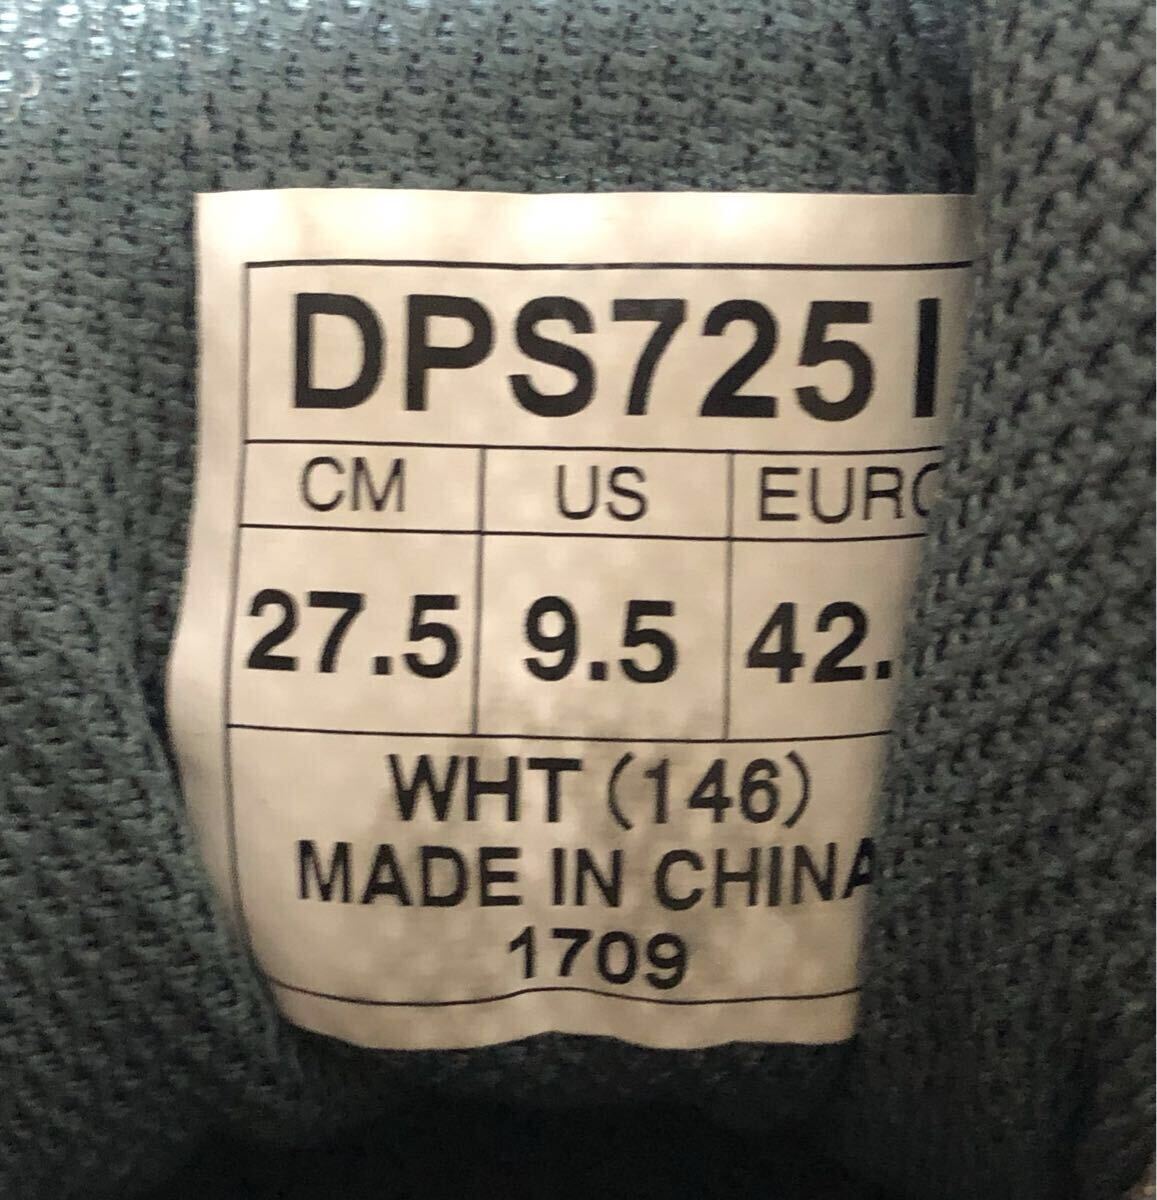 DPS725
CM US EURO
27.5 9.5 42.
WHT (146)
MADE IN CHINA
1709